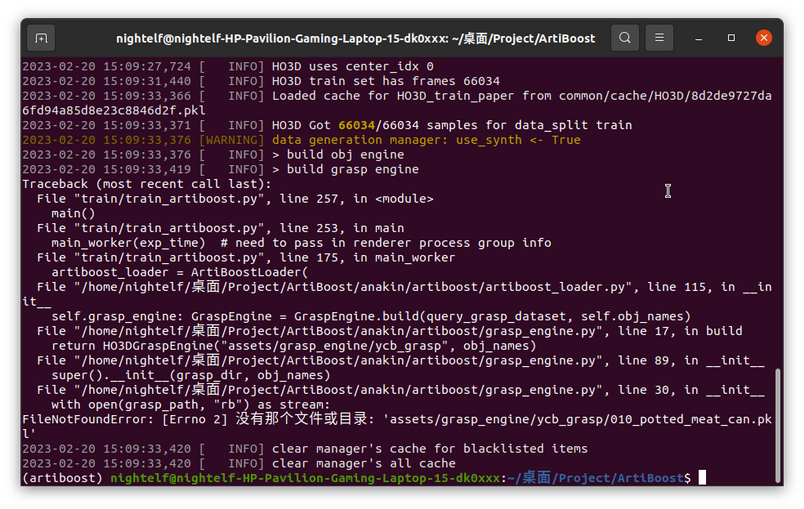 nightelf@nightelf-HP-Pavilion-Gaming-Laptop-15-dk0xxx: ~/桌面/Project/ArtiBoost
2023-02-20 15:09:27,724 [   INFO] HO3D uses center_idx 0
2023-02-20 15:09:31,440 [   INFO] HO3D train set has frames 66034
2023-02-20 15:09:33,366 [   INFO] Loaded cache for HO3D_train_paper from common/cache/HO3D/8d2de9727da
6fd94a85d8e23c8846d2f.pkl
2023-02-20 15:09:33,371 [   INFO] HO3D Got 66034/66034 samples for data_split train
2023-02-20 15:09:33,376 [WARNING] data generation manager: use_synth <- True
2023-02-20 15:09:33,376 [   INFO] > build obj engine
2023-02-20 15:09:33,419 [   INFO] > build grasp engine
Traceback (most recent call last):
  File "train/train_artiboost.py", line 257, in <module>
    main()
  File "train/train_artiboost.py", line 253, in main
    main_worker(exp_time)  # need to pass in renderer process group info
  File "train/train_artiboost.py", line 175, in main_worker
    artiboost_loader = ArtiBoostLoader(
  File "/home/nightelf/桌面/Project/ArtiBoost/anakin/artiboost/artiboost_loader.py", line 115, in __in
it__
    self.grasp_engine: GraspEngine = GraspEngine.build(query_grasp_dataset, self.obj_names)
  File "/home/nightelf/桌面/Project/ArtiBoost/anakin/artiboost/grasp_engine.py", line 17, in build
    return HO3DGraspEngine("assets/grasp_engine/ycb_grasp", obj_names)
  File "/home/nightelf/桌面/Project/ArtiBoost/anakin/artiboost/grasp_engine.py", line 89, in __init__
    super().__init__(grasp_dir, obj_names)
  File "/home/nightelf/桌面/Project/ArtiBoost/anakin/artiboost/grasp_engine.py", line 30, in __init__
    with open(grasp_path, "rb") as stream:
FileNotFoundError: [Errno 2] 没有那个文件或目录: 'assets/grasp_engine/ycb_grasp/010_potted_meat_can.pk
l'
2023-02-20 15:09:33,420 [   INFO] clear manager's cache for blacklisted items
2023-02-20 15:09:33,420 [   INFO] clear manager's all cache
(artiboost) nightelf@nightelf-HP-Pavilion-Gaming-Laptop-15-dk0xxx:~/桌面/Project/ArtiBoost$